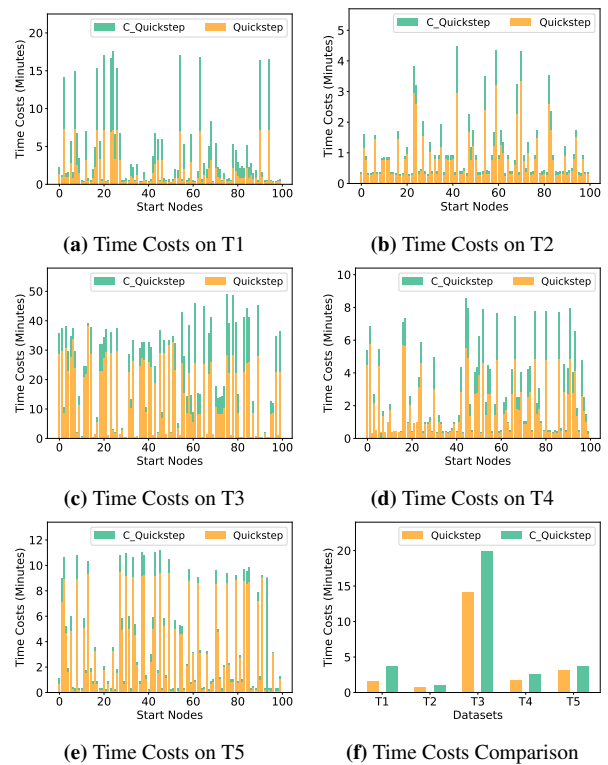 C_Quickstep Quickstep
Time Costs (Minutes)
20
15
10
5
0
0 20 40 60 80 100
Start Nodes
(a) Time Costs on T1
C_Quickstep Quickstep
Time Costs (Minutes)
5
4
3
2
1
0
0 20 40 60 80 100
Start Nodes
(b) Time Costs on T2
C_Quickstep Quickstep
Time Costs (Minutes)
50
40
30
20
10
0
0 20 40 60 80 100
Start Nodes
(c) Time Costs on T3
C_Quickstep Quickstep
Time Costs (Minutes)
10
8
6
4
2
0
0 20 40 60 80 100
Start Nodes
(d) Time Costs on T4
C_Quickstep Quickstep
Time Costs (Minutes)
12
10
8
6
4
2
0
0 20 40 60 80 100
Start Nodes
(e) Time Costs on T5
Quickstep C_Quickstep
Time Costs (Minutes)
20
15
10
5
0
T1 T2 T3 T4 T5
Datasets
(f) Time Costs Comparison